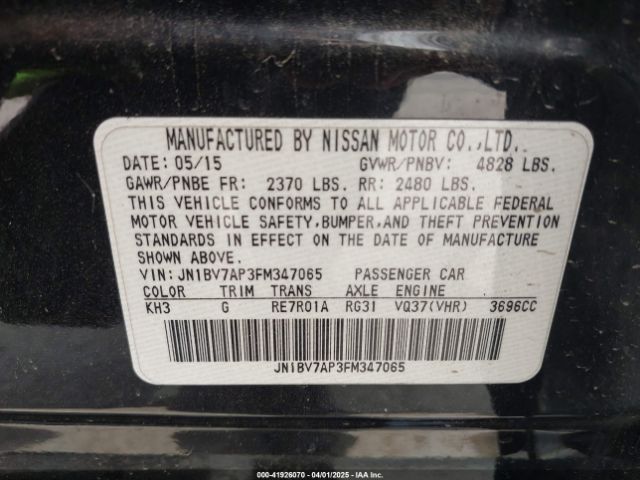 MANUFACTURED BY NISSAN MOTOR CO.,LTD.
DATE: 05/15 GVWR/PNBV: 4828 LBS.
GAWR/PNBE FR: 2370 LBS. RR: 2480 LBS.
THIS VEHICLE CONFORMS TO ALL APPLICABLE FEDERAL
MOTOR VEHICLE SAFETY,BUMPER,AND THEFT PREVENTION
STANDARDS IN EFFECT ON THE DATE OF MANUFACTURE
SHOWN ABOVE.
VIN: JN1BV7AP3FM347065 PASSENGER CAR
COLOR TRIM TRANS AXLE ENGINE
KH3 G RE7R01A RG31 VQ37(VHR) 3696CC
JN1BV7AP3FM347065
000-41926070 - 04/01/2025 - IAAI.com